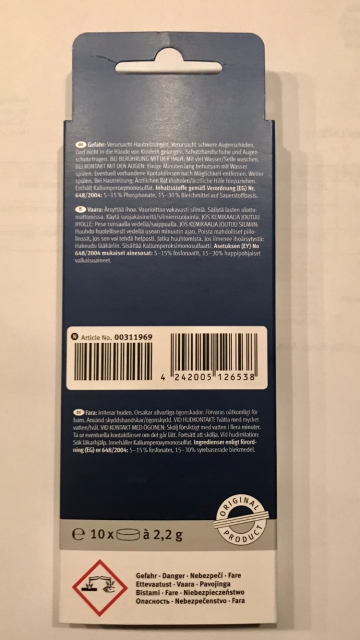 DE Gefahr: Verursacht Hautreizungen. Verursacht schwere Augenschäden.
Darf nicht in die Hände von Kindern gelangen. Schutzhandschuhe und Augen-
schutz tragen. BEI BERÜHRUNG MIT DER HAUT: Mit viel Wasser/Seife waschen.
BEI KONTAKT MIT DEN AUGEN: Einige Minuten lang behutsam mit Wasser
spülen. Eventuell vorhandene Kontaktlinsen nach Möglichkeit entfernen. Weiter
spülen. Bei Hautreizung: Ärztlichen Rat einholen/ärztliche Hilfe hinzuziehen.
Enthält Kaliumperoxymonosulfat. Inhaltsstoffe gemäß Verordnung (EG) Nr.
648/2004: 5-15% Phosphonate, 15-30% Bleichmittel auf Sauerstoffbasis.
Vaara: Ärsyttää ihoa. Vaurioittaa vakavasti silmiä. Säilytä lasten ulottu-
mattomissa. Käytä suojakäsineitä/silmiensuojainta. JOS KEMIKAALIA JOUTUU
IHOLLE: Pese runsaalla vedellä/saippualla. JOS KEMIKAALIA JOUTUU SILMIIN:
Huuhdo huolellisesti vedellä usean minuutin ajan. Poista mahdolliset piilo-
linssit, jos sen voi tehdä helposti. Jatka huuhtomista. Jos ilmenee ihoärsytystä:
Hakeudu lääkäriin. Sisältää Kaliumperoksimonosulfaatti. Asetuksen (EY) No
648/2004 mukaiset ainesosat: 5-15% fosfonaatit, 15-30% happipohjaiset
valkaisuaineet.
N Article No. 00311969
4 242005 126538
Fara: Irriterar huden. Orsakar allvarliga ögonskador. Förvaras oåtkomligt för
barn. Använd skyddshandskar/ögonskydd. VID HUDKONTAKT: Tvätta med mycket
vatten/tvål. VID KONTAKT MED ÖGONEN: Skölj försiktigt med vatten i flera minuter.
Ta ur eventuella kontaktlinser om det går lätt. Fortsätt att skölja. Vid hudirritation:
Sök läkarhjälp. Innehåller Kaliumperoximonosulfat. Ingredienser enligt förord-
ning (EG) nr 648/2004: 5-15% fosfonater, 15-30% syrebaserade blekmedel.
ORIGINAL
PRODUCT
e 10x à 2,2 g
Gefahr - Danger - Nebezpečí - Fare
Ettevaatust - Vaara - Pavojinga
Bistami - Fare - Niebezpieczeństwo
Опасность - Nebezpečenstvo - Fara